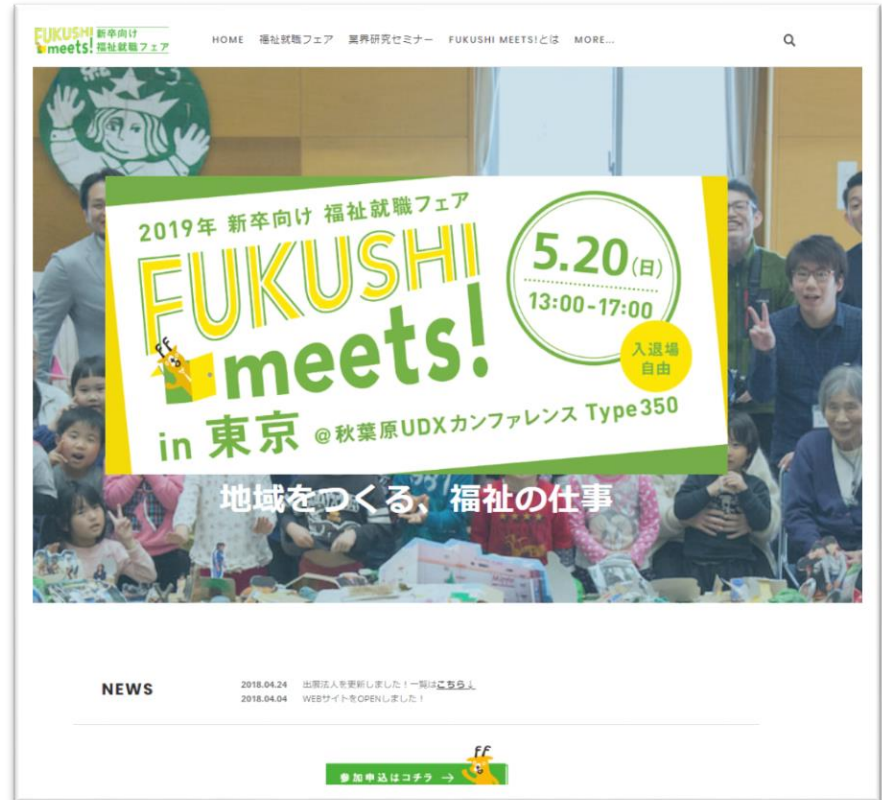 FUKUSHI 新卒向け
meets! 福祉就職フェア
HOME 福祉就職フェア 業界研究セミナー FUKUSHI MEETS!とは MORE...
2019年 新卒向け 福祉就職フェア
FUKUSHI
meets!
5.20(日)
13:00-17:00
入退場
自由
in 東京 @秋葉原UDXカンファレンス Type350
地域をつくる、福祉の仕事
NEWS
2018.04.24 出展法人を更新しました！一覧はこちら↓
2018.04.04 WEBサイトをOPENしました！
参加申込はコチラ →